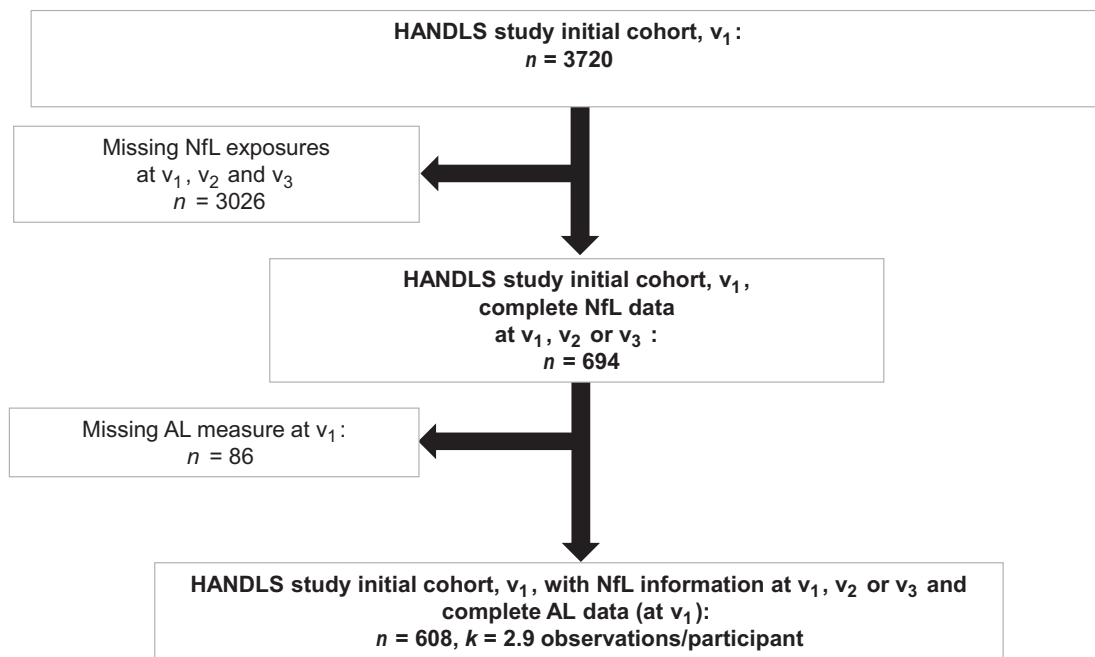 HANDLS study initial cohort, v₁:
n = 3720
Missing NfL exposures
at v₁, v₂ and v₃
n = 3026
HANDLS study initial cohort, v₁,
complete NfL data
at v₁, v₂ or v₃ :
n = 694
Missing AL measure at v₁:
n = 86
HANDLS study initial cohort, v₁, with NfL information at v₁, v₂ or v₃ and
complete AL data (at v₁):
n = 608, k = 2.9 observations/participant